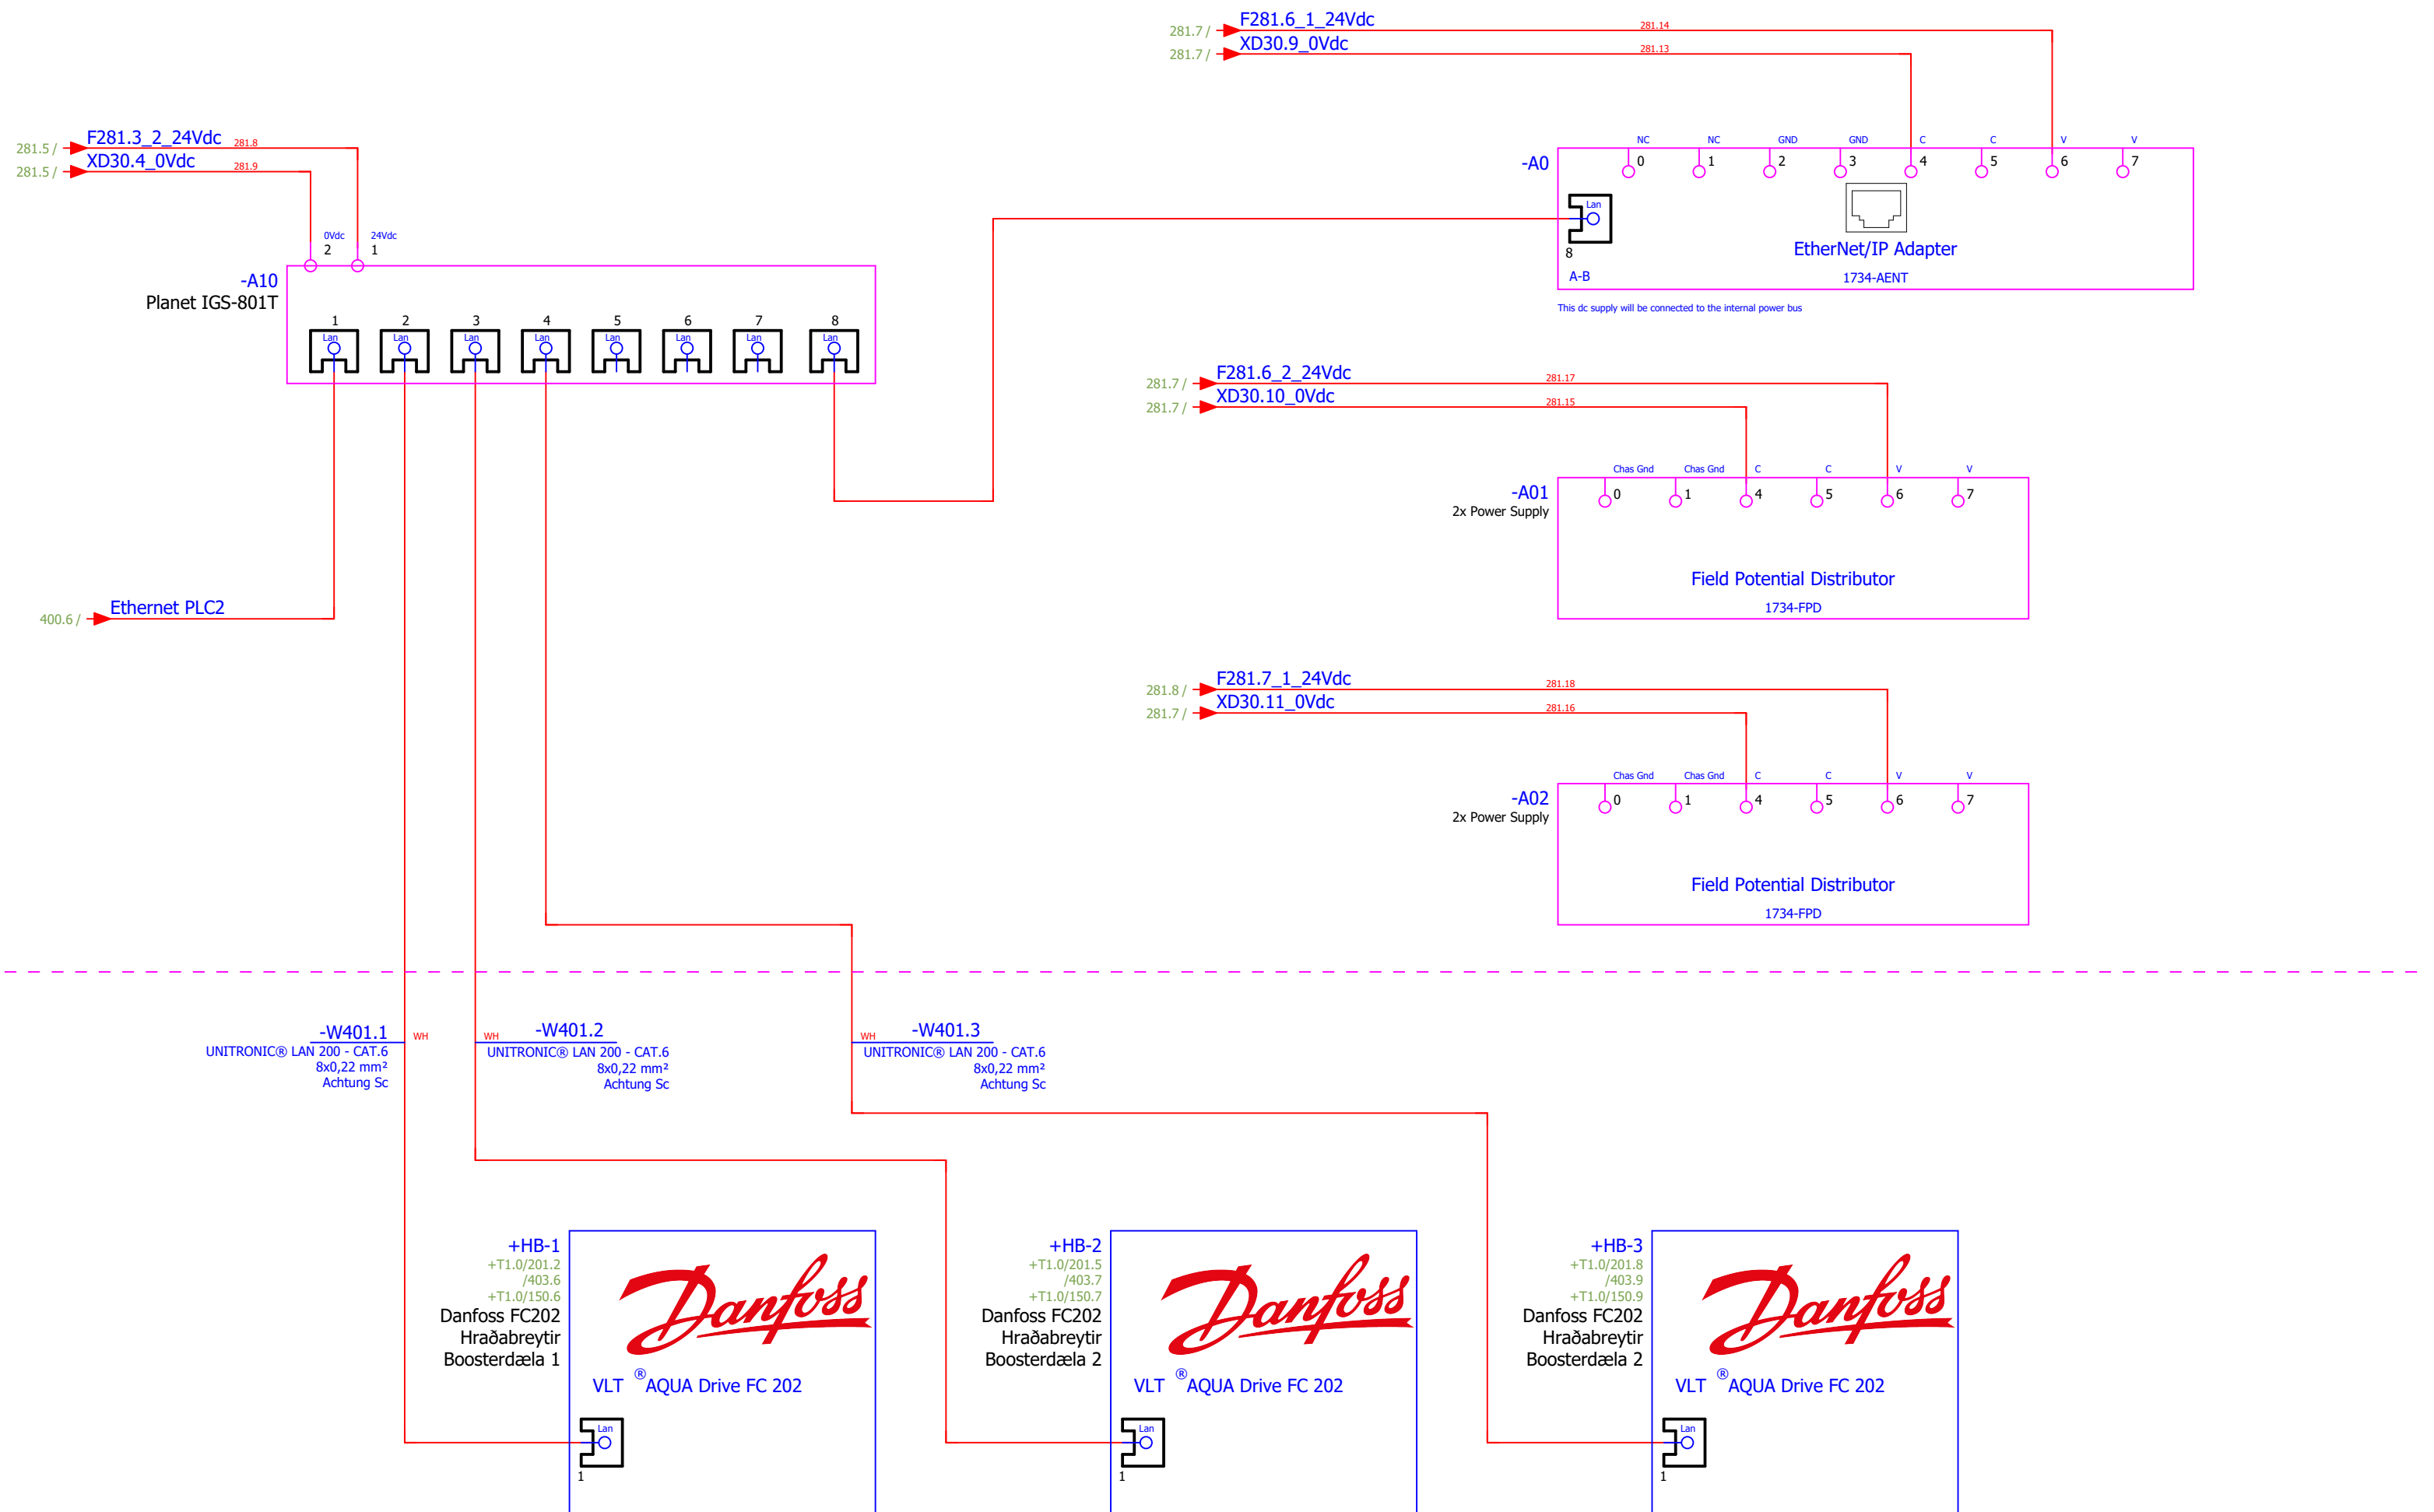 F281.6_1_24Vdc
281.14
281.7 /
XD30.9_0Vdc
281.13
281.7 /
F281.3_2_24Vdc
281.8
281.5 /
XD30.4_0Vdc
281.9
281.5 /
NC NC GND GND C C V V
-A0
0 1 2 3 4 5 6 7
Lan
8
EtherNet/IP Adapter
A-B
1734-AENT
This dc supply will be connected to the internal power bus
0Vdc 24Vdc
2 1
-A10
Planet IGS-801T
1 2 3 4 5 6 7 8
Lan Lan Lan Lan Lan Lan Lan Lan
F281.6_2_24Vdc
281.17
281.7 /
XD30.10_0Vdc
281.15
281.7 /
Chas Gnd Chas Gnd C C V V
-A01
0 1 4 5 6 7
2x Power Supply
Field Potential Distributor
1734-FPD
Ethernet PLC2
400.6 /
F281.7_1_24Vdc
281.18
281.8 /
XD30.11_0Vdc
281.16
281.7 /
Chas Gnd Chas Gnd C C V V
-A02
0 1 4 5 6 7
2x Power Supply
Field Potential Distributor
1734-FPD
-W401.1
WH
UNITRONIC® LAN 200 - CAT.6
8x0,22 mm²
Achtung Sc
WH
-W401.2
UNITRONIC® LAN 200 - CAT.6
8x0,22 mm²
Achtung Sc
WH
-W401.3
UNITRONIC® LAN 200 - CAT.6
8x0,22 mm²
Achtung Sc
+HB-1
+T1.0/201.2
/403.6
+T1.0/150.6
Danfoss FC202
Hraðabreytir
Boosterdæla 1
Danfoss
VLT ® AQUA Drive FC 202
Lan
1
+HB-2
+T1.0/201.5
/403.7
+T1.0/150.7
Danfoss FC202
Hraðabreytir
Boosterdæla 2
Danfoss
VLT ® AQUA Drive FC 202
Lan
1
+HB-3
+T1.0/201.8
/403.9
+T1.0/150.9
Danfoss FC202
Hraðabreytir
Boosterdæla 2
Danfoss
VLT ® AQUA Drive FC 202
Lan
1